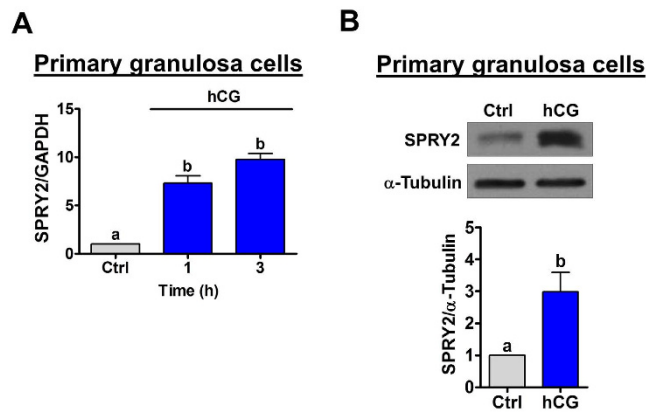 A
Primary granulosa cells
hCG
15
10
5
0
SPRY2/GAPDH
a
b
b
Ctrl
1
3
Time (h)
B
Primary granulosa cells
Ctrl hCG
SPRY2
α-Tubulin
5
4
3
2
1
0
SPRY2/α-Tubulin
a
b
Ctrl hCG